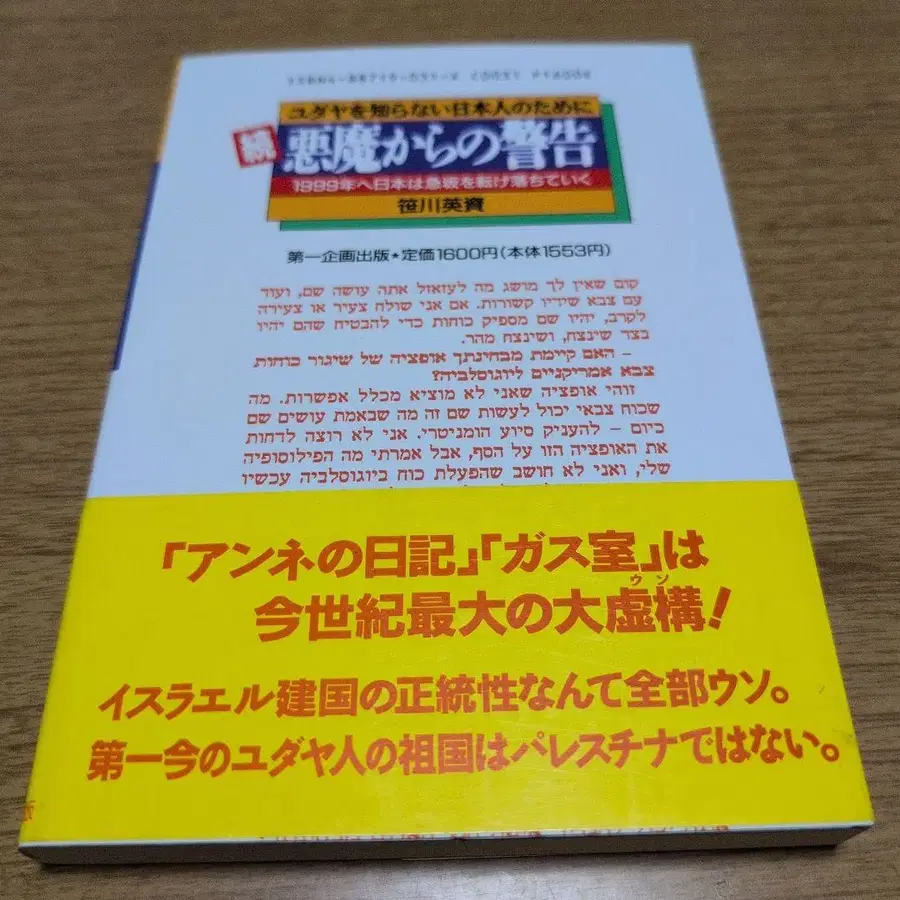 ユダヤを知らない日本人のために
続 悪魔からの警告
1999年へ日本は急坂を転げ落ちていく
笹川英資
第一企画出版★定価1600円(本体1553円)
קום שאין לך מושג מה לעזאזל אתה עושה שם, ועוד
עם צבא שידיו קשורות. אם אני שולח צעיר או צעירה
לקרב, יהיו שם מספיק כוחות כדי להבטיח שהם יהיו
בצד שינצח, ושינצח מהר.
– האם קיימת מבחינתך אופציה של שיגור כוחות
צבא אמריקניים ליוגוסלביה?
זוהי אופציה שאני לא מוציא מכלל אפשרות. מה
שכוח צבאי יכול לעשות שם זה מה שבאמת עושים שם
כיום – להעניק סיוע הומניטרי. אני לא רוצה לדחות
את האופציה הזו על הסף, אבל אמרתי מה הפילוסופיה
שלי, ואני לא חושב שהפעלת כוח ביוגוסלביה עכשיו
「アンネの日記」「ガス室」は
ウソ
今世紀最大の大虚構!
イスラエル建国の正統性なんて全部ウソ。
第一今のユダヤ人の祖国はパレスチナではない。